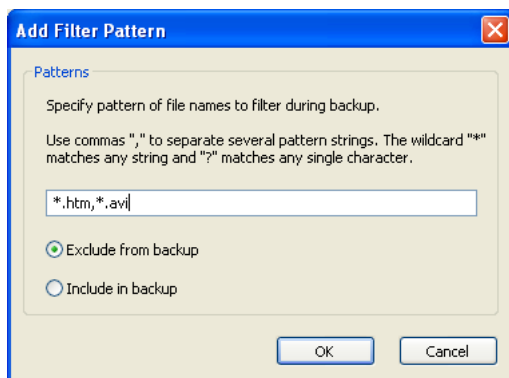 Add Filter Pattern
Patterns
Specify pattern of file names to filter during backup.
Use commas "," to separate several pattern strings. The wildcard "*"
matches any string and "?" matches any single character.
*.htm,*.avi
Exclude from backup
Include in backup
OK Cancel